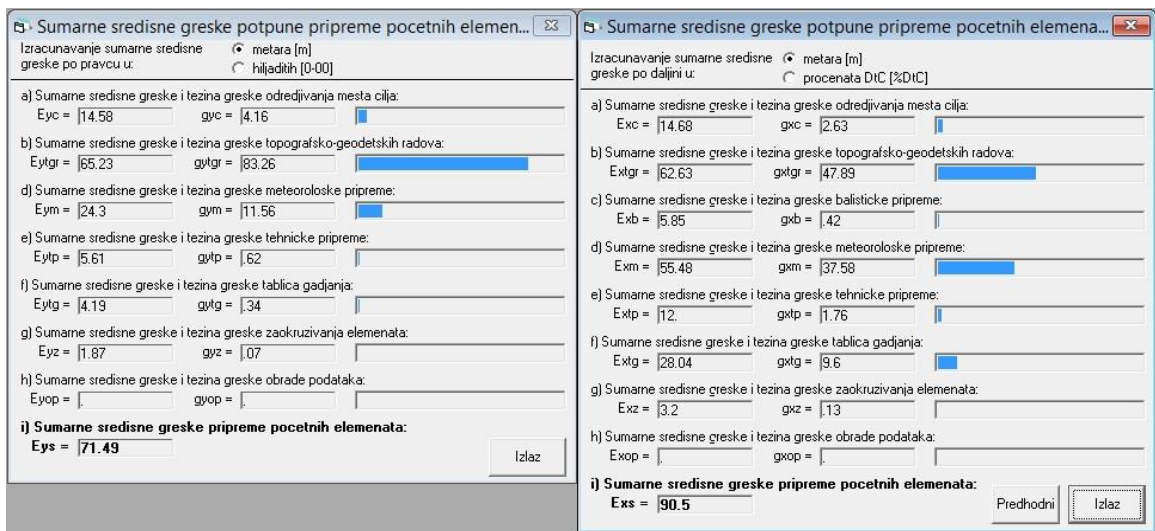 Sumarne sredisne greske potpune pripreme pocetnih elemen...
Izracunavanje sumarne sredisne
greske po pravcu u:
metara [m]
hiljaditih [0-00]
a) Sumarne sredisne greske i tezina greske odredjivanja mesta cilja:
Eyc = 14.58 gyc = 4.16
b) Sumarne sredisne greske i tezina greske topografsko-geodetskih radova:
Eytgr = 65.23 gytgr = 83.26
d) Sumarne sredisne greske i tezina greske meteoroloske pripreme:
Eym = 24.3 gym = 11.56
e) Sumarne sredisne greske i tezina greske tehnicke pripreme:
Eytp = 5.61 gytp = .62
f) Sumarne sredisne greske i tezina greske tablica gadjanja:
Eytg = 4.19 gytg = .34
g) Sumarne sredisne greske i tezina greske zaokruzivanja elemenata:
Eyz = 1.87 gyz = .07
h) Sumarne sredisne greske i tezina greske obrade podataka:
Eyop = . gyop = .
i) Sumarne sredisne greske pripreme pocetnih elemenata:
Eys = 71.49
Izlaz
Sumarne sredisne greske potpune pripreme pocetnih elemenata...
Izracunavanje sumarne sredisne
greske po daljini u:
metara [m]
procenata DtC [%DtC]
a) Sumarne sredisne greske i tezina greske odredjivanja mesta cilja:
Exc = 14.68 gxc = 2.63
b) Sumarne sredisne greske i tezina greske topografsko-geodetskih radova:
Extgr = 62.63 gxtgr = 47.89
c) Sumarne sredisne greske i tezina greske balisticke pripreme:
Exb = 5.85 gxb = .42
d) Sumarne sredisne greske i tezina greske meteoroloske pripreme:
Exm = 55.48 gxm = 37.58
e) Sumarne sredisne greske i tezina greske tehnicke pripreme:
Extp = 12. gxtp = 1.76
f) Sumarne sredisne greske i tezina greske tablica gadjanja:
Extg = 28.04 gxtg = 9.6
g) Sumarne sredisne greske i tezina greske zaokruzivanja elemenata:
Exz = 3.2 gxz = .13
h) Sumarne sredisne greske i tezina greske obrade podataka:
Exop = . gxop = .
i) Sumarne sredisne greske pripreme pocetnih elemenata:
Exs = 90.5
Predhodni
Izlaz